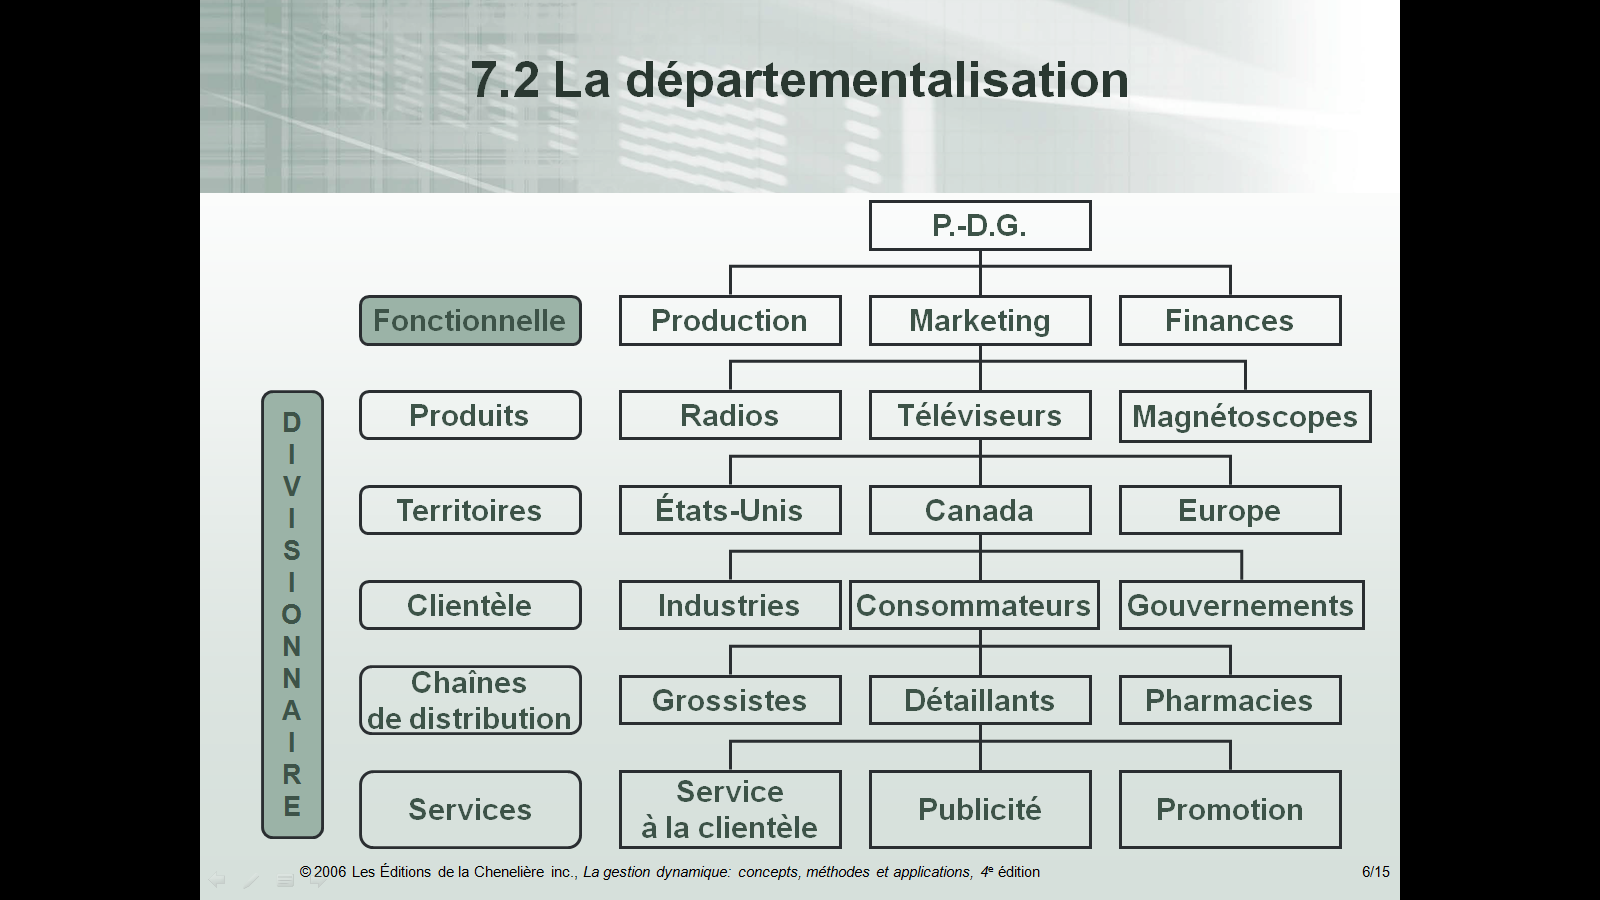 7.2 La départementalisation
P.-D.G.
Fonctionnelle
Production
Marketing
Finances
DIVISIONNAIRE
Produits
Radios
Téléviseurs
Magnétoscopes
Territoires
États-Unis
Canada
Europe
Clientèle
Industries
Consommateurs
Gouvernements
Chaînes
de distribution
Grossistes
Détaillants
Pharmacies
Services
Service
à la clientèle
Publicité
Promotion
© 2006 Les Éditions de la Chenelière inc., La gestion dynamique: concepts, méthodes et applications, 4e édition
6/15